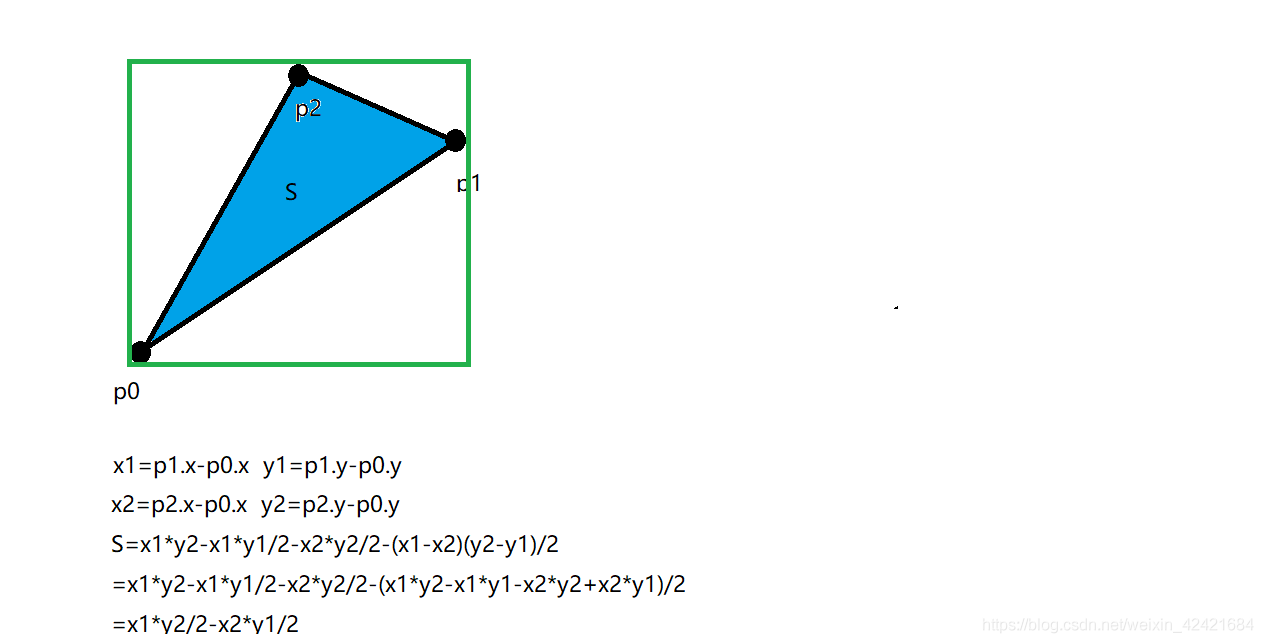 p2
p1
S
p0
x1=p1.x-p0.x  y1=p1.y-p0.y
x2=p2.x-p0.x  y2=p2.y-p0.y
S=x1*y2-x1*y1/2-x2*y2/2-(x1-x2)(y2-y1)/2
=x1*y2-x1*y1/2-x2*y2/2-(x1*y2-x1*y1-x2*y2+x2*y1)/2
=x1*y2/2-x2*y1/2
https://blog.csdn.net/weixin_42421684